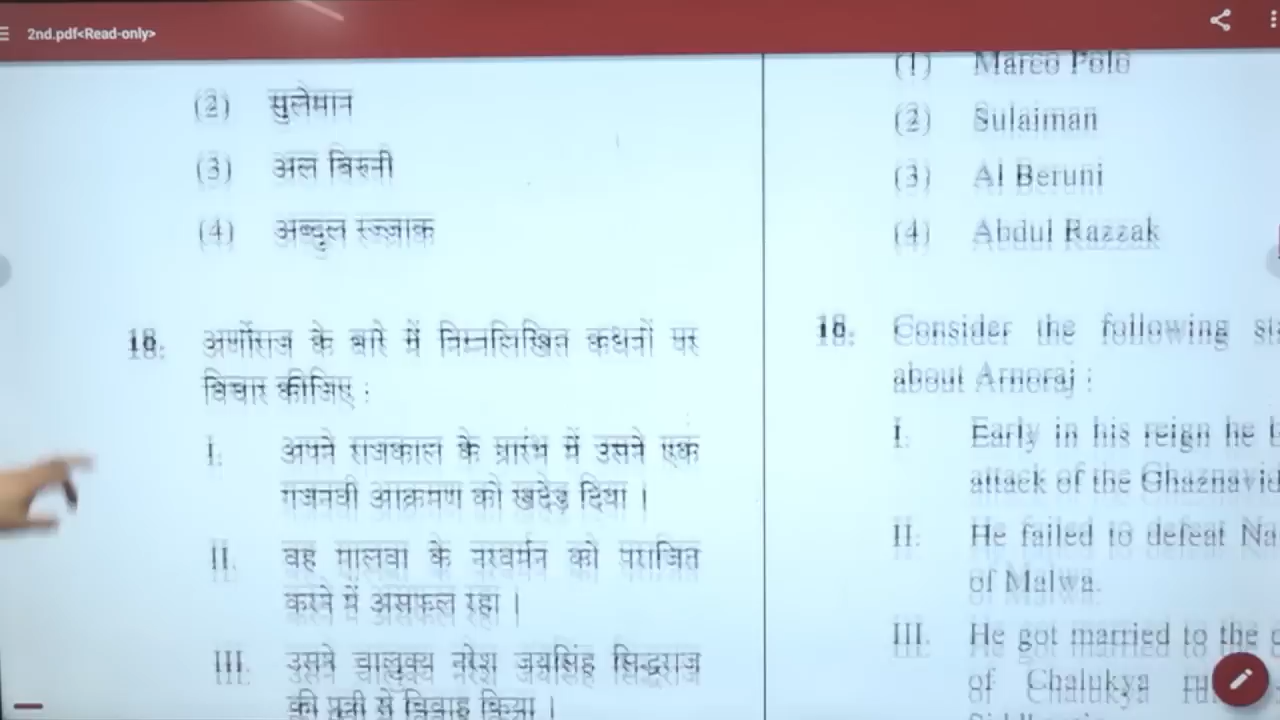 2nd.pdf<Read-only>
(2) सुलेमान
(3) अल बिरुनी
(4) अब्दुल रज्जाक
18. अर्णोराज के बारे में निम्नलिखित कथनों पर
विचार कीजिए :
I. अपने राजकाल के प्रारंभ में उसने एक
गजनवी आक्रमण को खदेड़ दिया ।
II. वह मालवा के नरवर्मन को पराजित
करने में असफल रहा ।
III. उसने चालुक्य नरेश जयसिंह सिद्धराज
की पुत्री से विवाह किया ।
(1) Marco Polo
(2) Sulaiman
(3) Al Beruni
(4) Abdul Razzak
18. Consider the following
about Arnoraj :
I. Early in his reign he
attack of the Ghaznavid
II. He failed to defeat Na
of Malwa.
III. He got married to the
of Chalukya